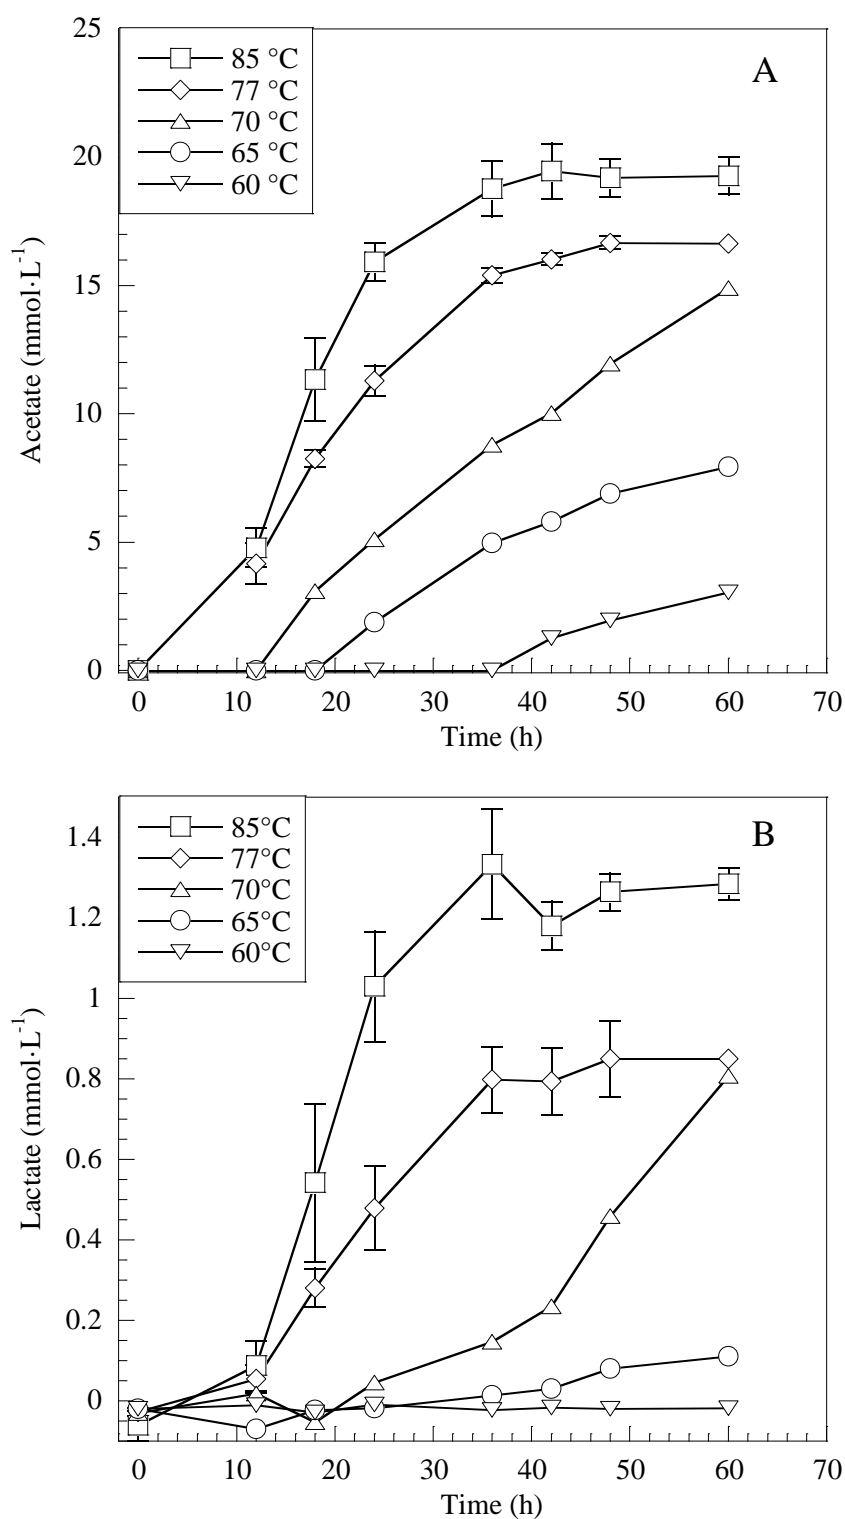 25
20
15
10
5
0
Acetate (mmol·L⁻¹)
85 °C
77 °C
70 °C
65 °C
60 °C
A
0 10 20 30 40 50 60 70
Time (h)
1.4
1.2
1
0.8
0.6
0.4
0.2
0
Lactate (mmol·L⁻¹)
85°C
77°C
70°C
65°C
60°C
B
0 10 20 30 40 50 60 70
Time (h)